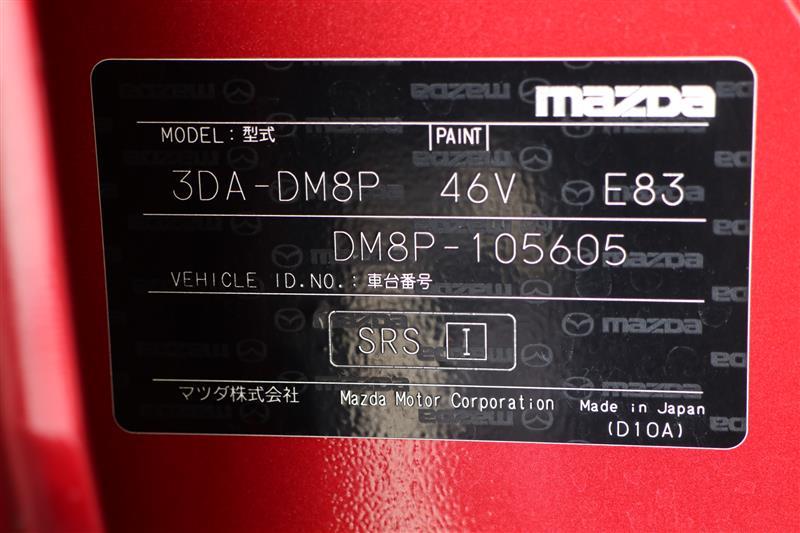 mazda
MODEL：型式 PAINT
3DA-DM8P 46V E83
DM8P-105605
VEHICLE ID.NO.：車台番号
SRS I
マツダ株式会社 Mazda Motor Corporation Made in Japan
(D10A)